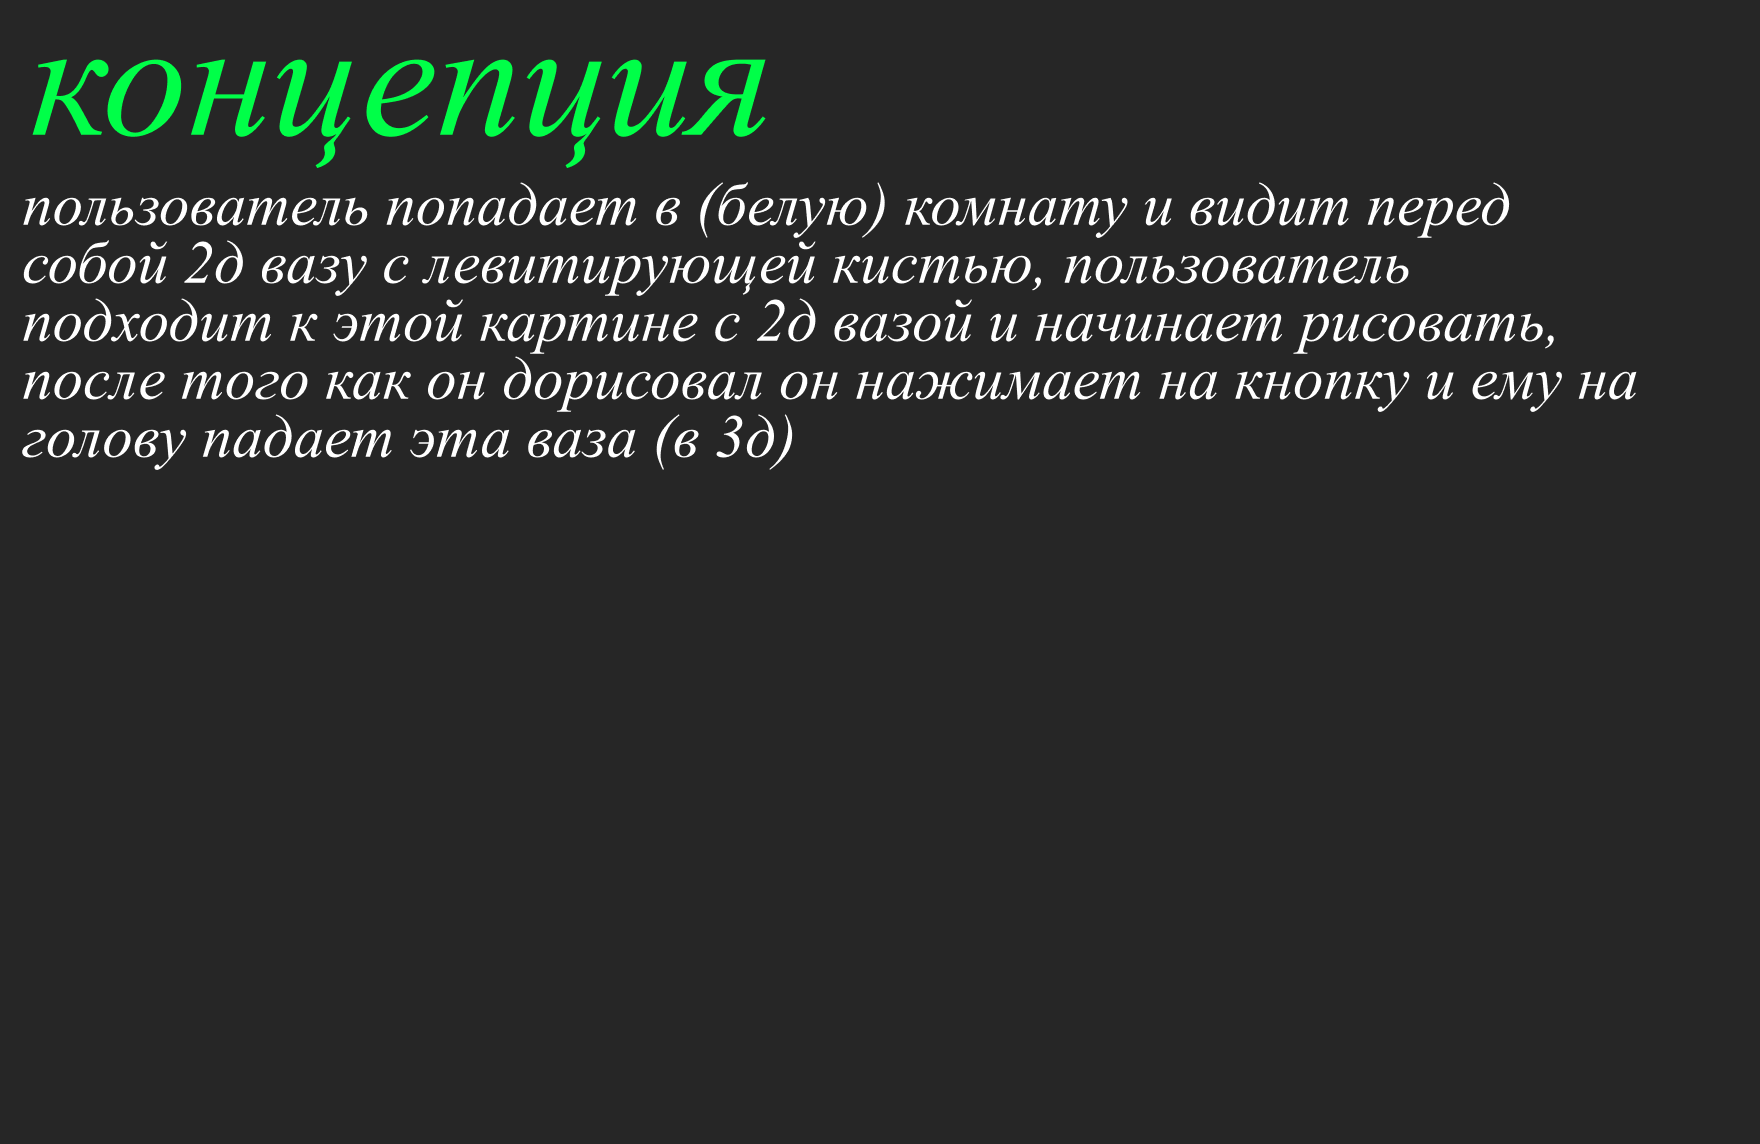 концепция
пользователь попадает в (белую) комнату и видит перед
собой 2д вазу с левитирующей кистью, пользователь
подходит к этой картине с 2д вазой и начинает рисовать,
после того как он дорисовал он нажимает на кнопку и ему на
голову падает эта ваза (в 3д)